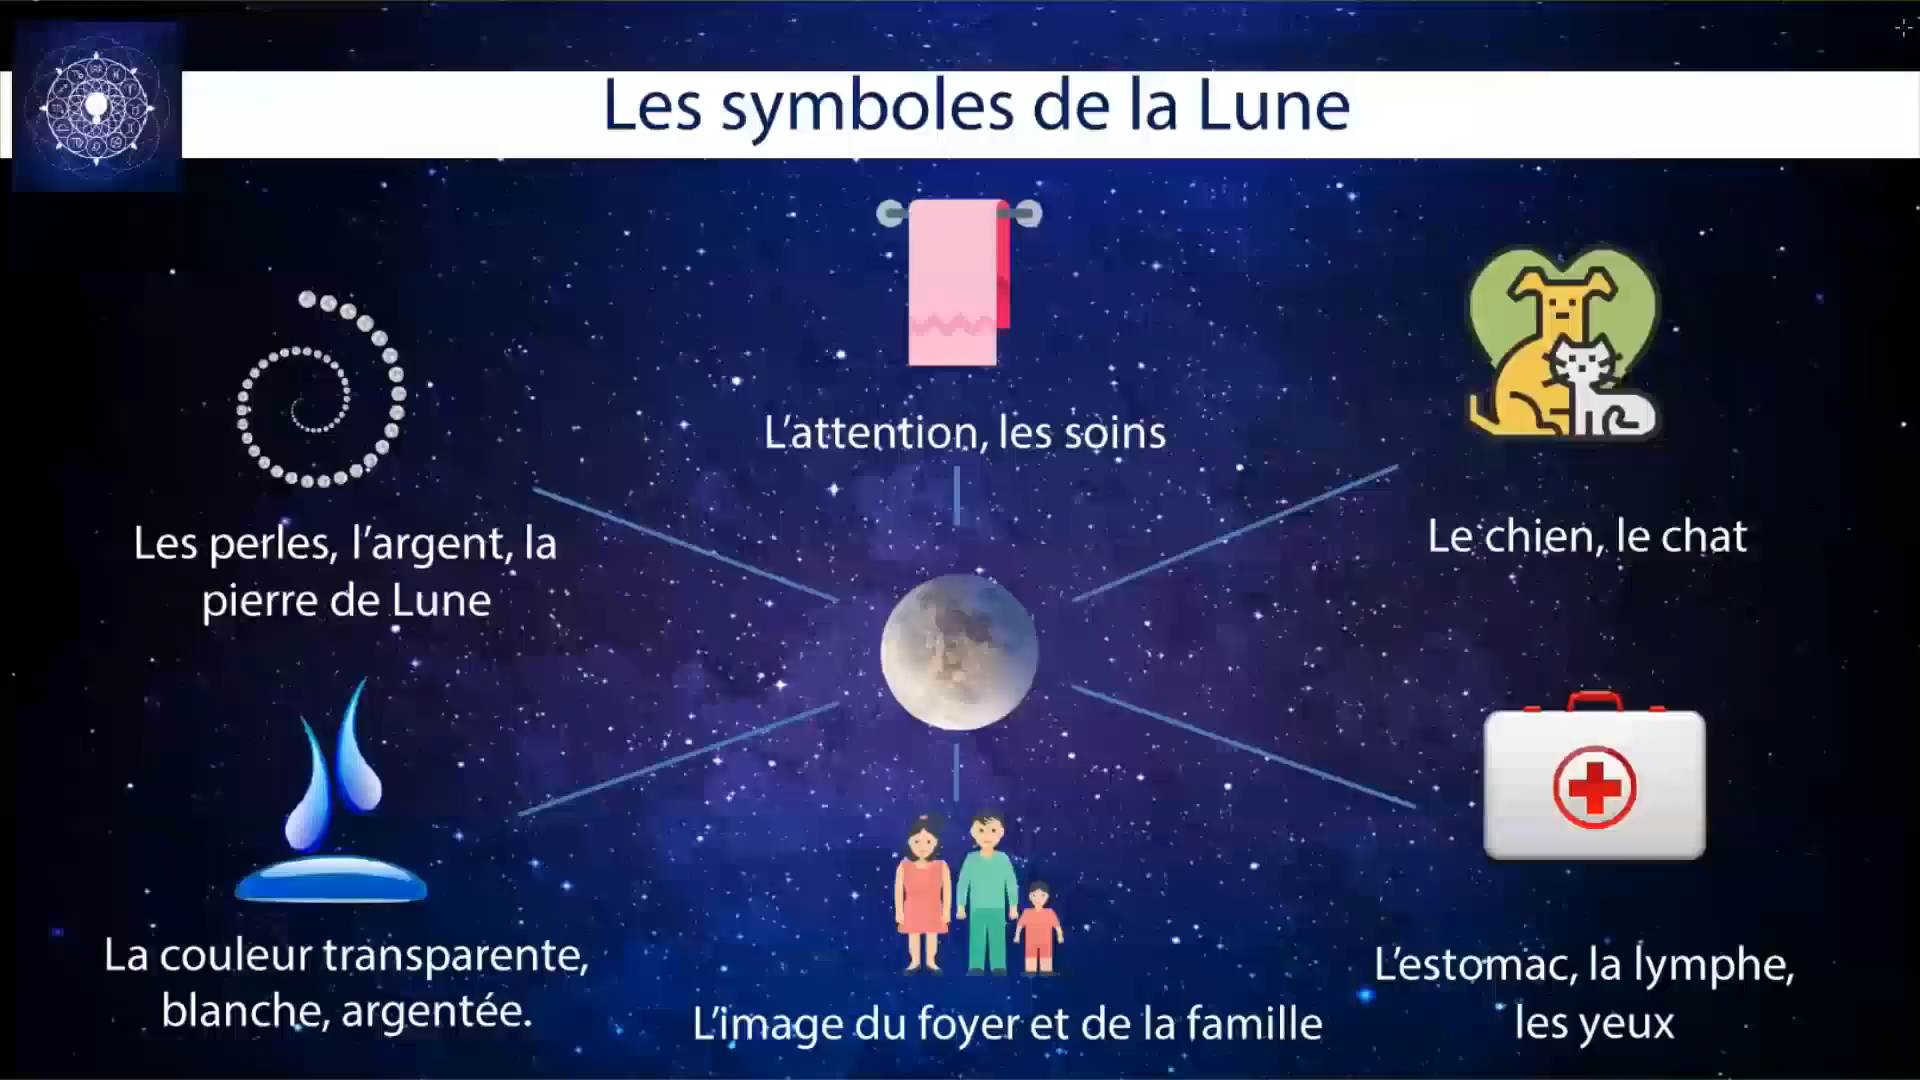 Les symboles de la Lune
L'attention, les soins
Les perles, l'argent, la
pierre de Lune
Le chien, le chat
La couleur transparente,
blanche, argentée.
L'image du foyer et de la famille
L'estomac, la lymphe,
les yeux